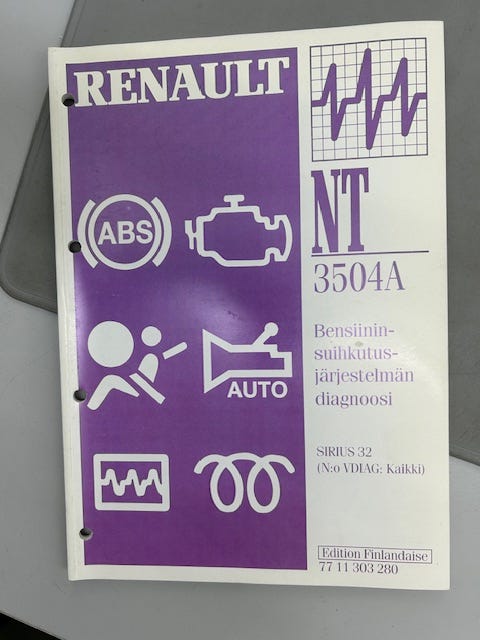 RENAULT
ABS
AUTO
NT
3504A
Bensiinin-
suihkutus-
järjestelmän
diagnoosi
SIRIUS 32
(N:o VDIAG: Kaikki)
Edition Finlandaise
77 11 303 280